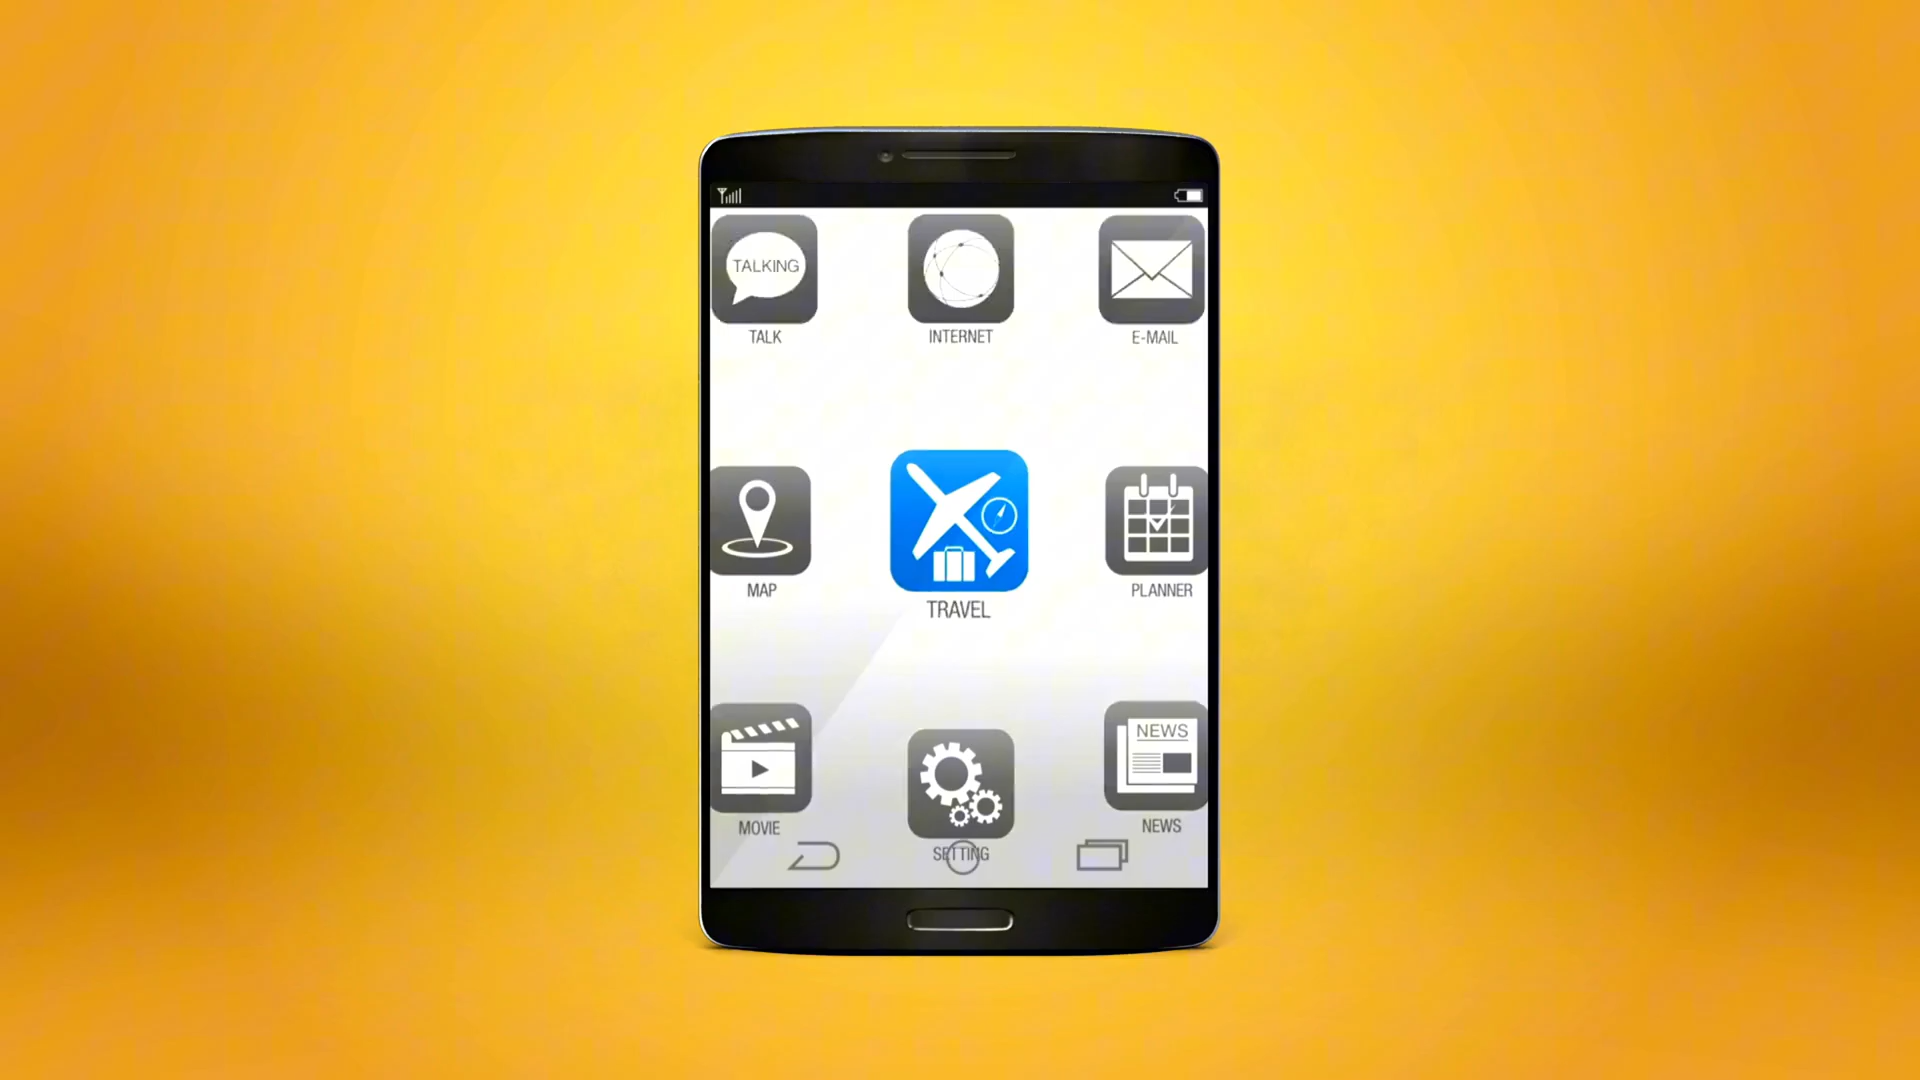 TALKING
TALK
INTERNET
E-MAIL
MAP
TRAVEL
PLANNER
MOVIE
SETTING
NEWS
NEWS